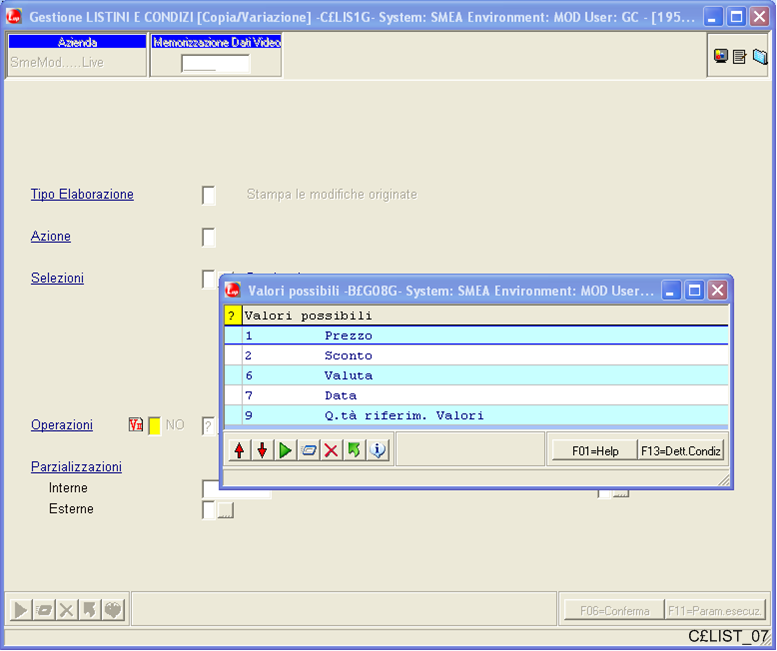 Gestione LISTINI E CONDIZI [Copia/Variazione] -C£LIS1G- System: SMEA Environment: MOD User: GC - [195...
Azienda
Memorizzazione Dati Video
SmeMod.....Live
Tipo Elaborazione
Stampa le modifiche originate
Azione
Selezioni
Valori possibili -B£G08G- System: SMEA Environment: MOD User...
? Valori possibili
1 Prezzo
2 Sconto
6 Valuta
7 Data
9 Q.tà riferim. Valori
F01=Help
F13=Dett.Condiz
Operazioni
NO
?
Parzializzazioni
Interne
...
Esterne
...
F06=Conferma
F11=Param.esecuz.
C£LIST_07